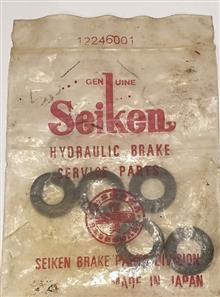 12246001
GENUINE
Seiken
HYDRAULIC BRAKE
SERVICE PARTS
SEIKEN BRAKE PARTS DIVISION
MADE IN JAPAN